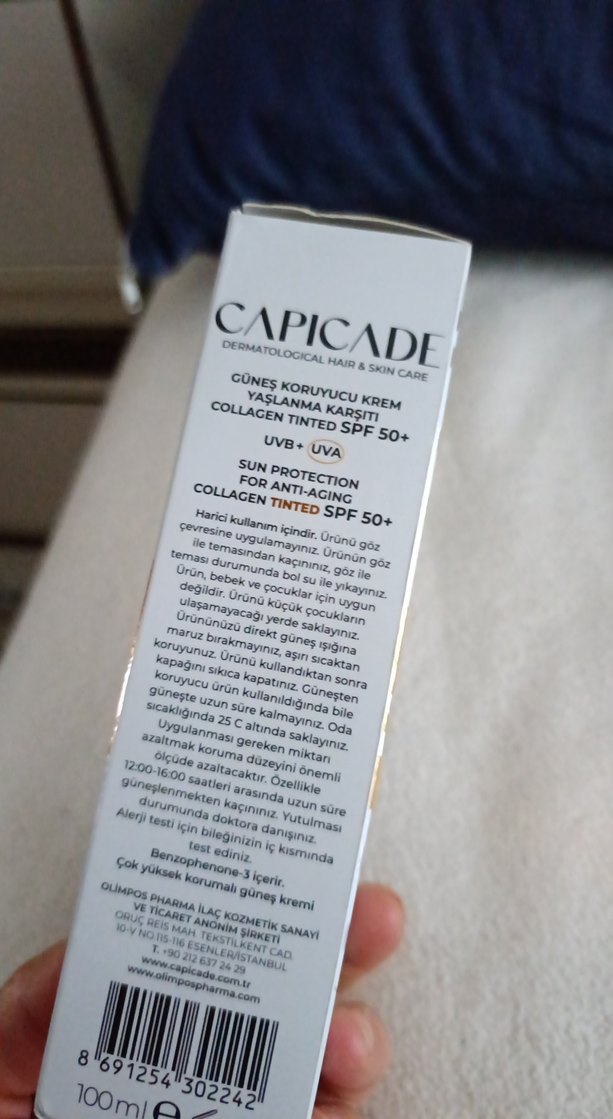 CAPICADE
DERMATOLOGICAL HAIR & SKIN CARE
GÜNEŞ KORUYUCU KREM
YAŞLANMA KARŞITI
COLLAGEN TINTED SPF 50+
UVB+ UVA
SUN PROTECTION
FOR ANTI-AGING
COLLAGEN TINTED SPF 50+
Harici kullanım içindir. Ürünü göz
çevresine uygulamayınız. Ürünün göz
ile temasından kaçınınız, göz ile
teması durumunda bol su ile yıkayınız.
Ürün, bebek ve çocuklar için uygun
değildir. Ürünü küçük çocukların
ulaşamayacağı yerde saklayınız.
Ürününüzü direkt güneş ışığına
maruz bırakmayınız, aşırı sıcaktan
koruyunuz. Ürünü kullandıktan sonra
kapağını sıkıca kapatınız. Güneşten
koruyucu ürün kullanıldığında bile
güneşte uzun süre kalmayınız. Oda
sıcaklığında 25 C altında saklayınız.
Uygulanması gereken miktarı
azaltmak koruma düzeyini önemli
ölçüde azaltacaktır. Özellikle
12:00-16:00 saatleri arasında uzun süre
güneşlenmekten kaçınınız. Yutulması
durumunda doktora danışınız.
Alerji testi için bileğinizin iç kısmında
test ediniz.
Benzophenone-3 içerir.
Çok yüksek korumalı güneş kremi
OLİMPOS PHARMA İLAÇ KOZMETİK SANAYİ
VE TİCARET ANONİM ŞİRKETİ
ORUÇ REİS MAH. TEKSTİLKENT CAD.
10-V NO:115-116 ESENLER/İSTANBUL
T. +90 212 637 24 29
www.capicade.com.tr
www.olimpospharma.com
8 691254 302242
100 ml e